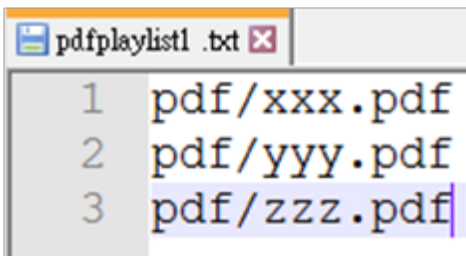 pdfplaylist1 .txt
1 pdf/xxx.pdf
2 pdf/yyy.pdf
3 pdf/zzz.pdf